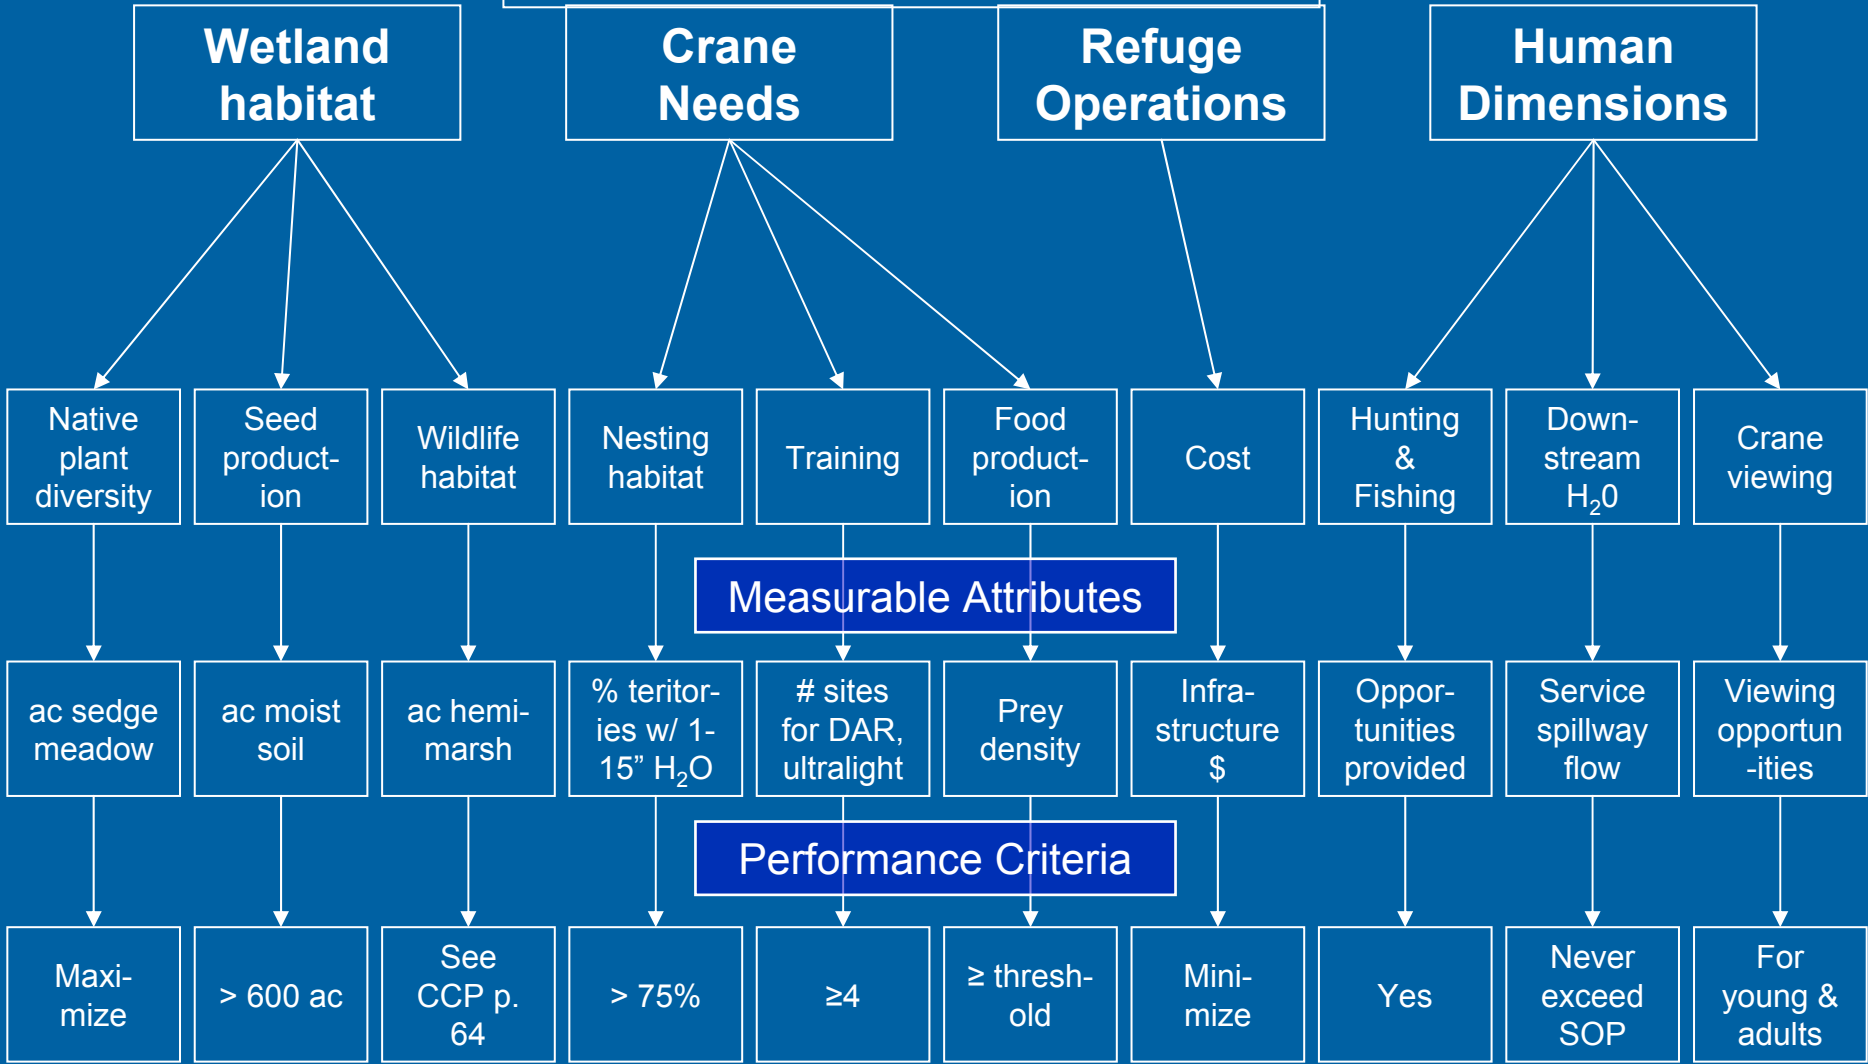 Wetland
habitat
Crane
Needs
Refuge
Operations
Human
Dimensions
Native
plant
diversity
Seed
product-
ion
Wildlife
habitat
Nesting
habitat
Training
Food
product-
ion
Cost
Hunting
&
Fishing
Down-
stream
H₂0
Crane
viewing
Measurable Attributes
ac sedge
meadow
ac moist
soil
ac hemi-
marsh
% teritor-
ies w/ 1-
15” H₂O
# sites
for DAR,
ultralight
Prey
density
Infra-
structure
$
Oppor-
tunities
provided
Service
spillway
flow
Viewing
opportun
-ities
Performance Criteria
Maxi-
mize
> 600 ac
See
CCP p.
64
> 75%
≥4
≥ thresh-
old
Mini-
mize
Yes
Never
exceed
SOP
For
young &
adults